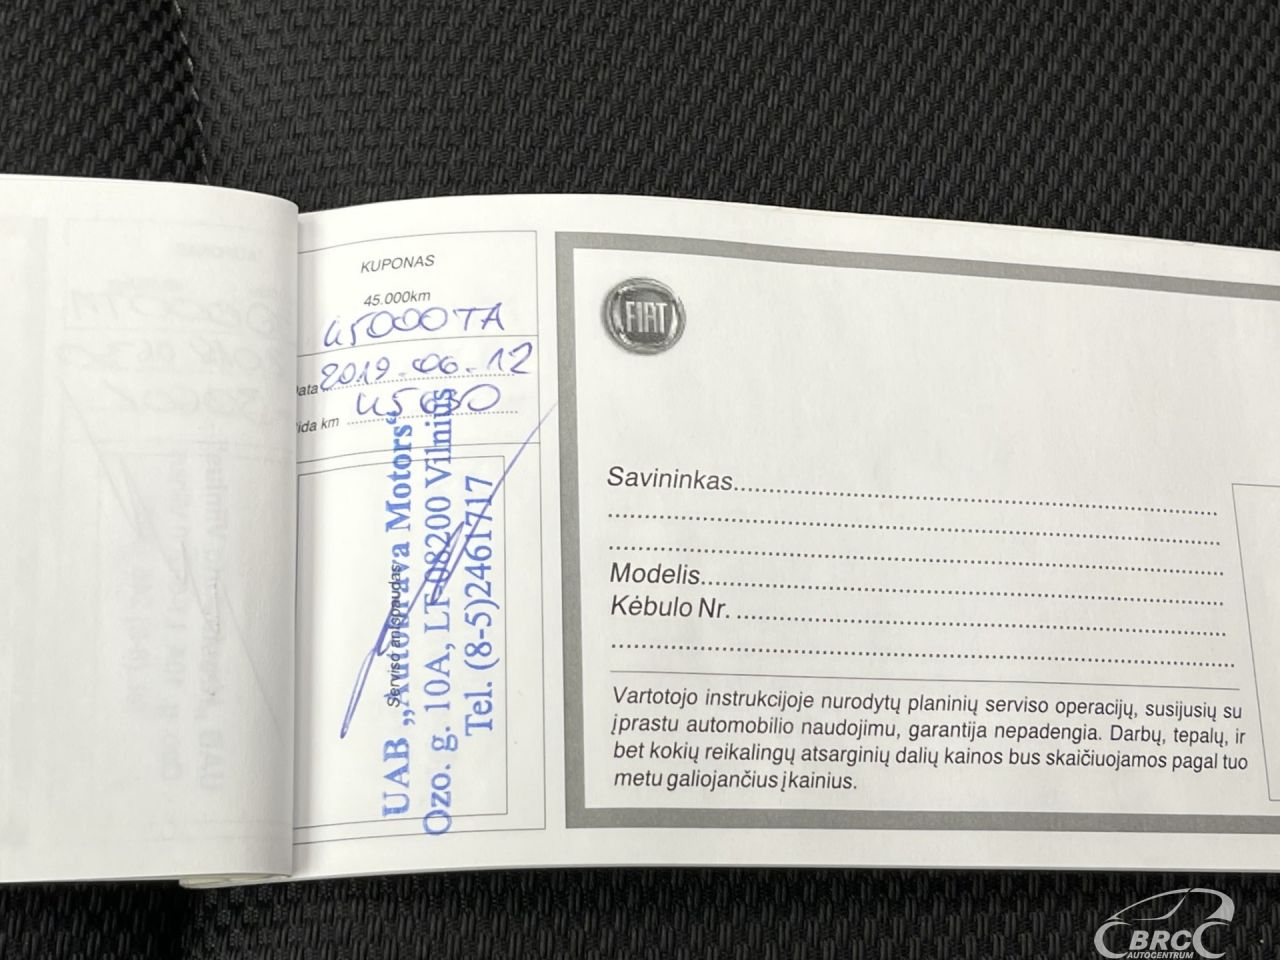 KUPONAS
45.000km
45000 TA
Data 2019-06-12
Rida km 45630
Serviso antspaudas
UAB „Autobrava Motors“
Ozo. g. 10A, LT-08200 Vilnius
Tel. (8-5)2461717
FIAT
Savininkas
Modelis
Kėbulo Nr.
Vartotojo instrukcijoje nurodytų planinių serviso operacijų, susijusių su
įprastu automobilio naudojimu, garantija nepadengia. Darbų, tepalų, ir
bet kokių reikalingų atsarginių dalių kainos bus skaičiuojamos pagal tuo
metu galiojančius įkainius.
BRC
AUTOCENTRUM